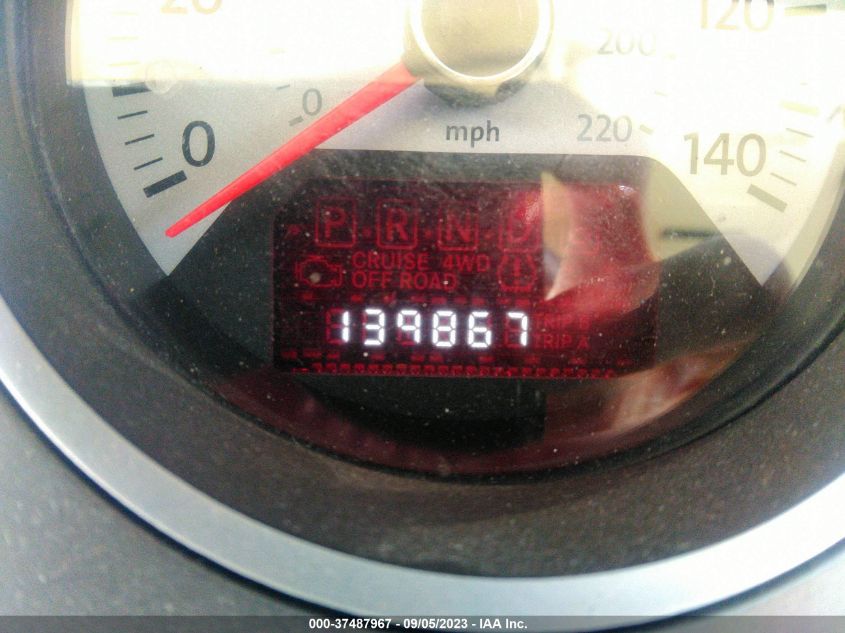 20 120
0 200
0 mph 220 140
P R N D
CRUISE 4WD
OFF ROAD
139867 TRIP B
TRIP A
000-37487967 - 09/05/2023 - IAA Inc.